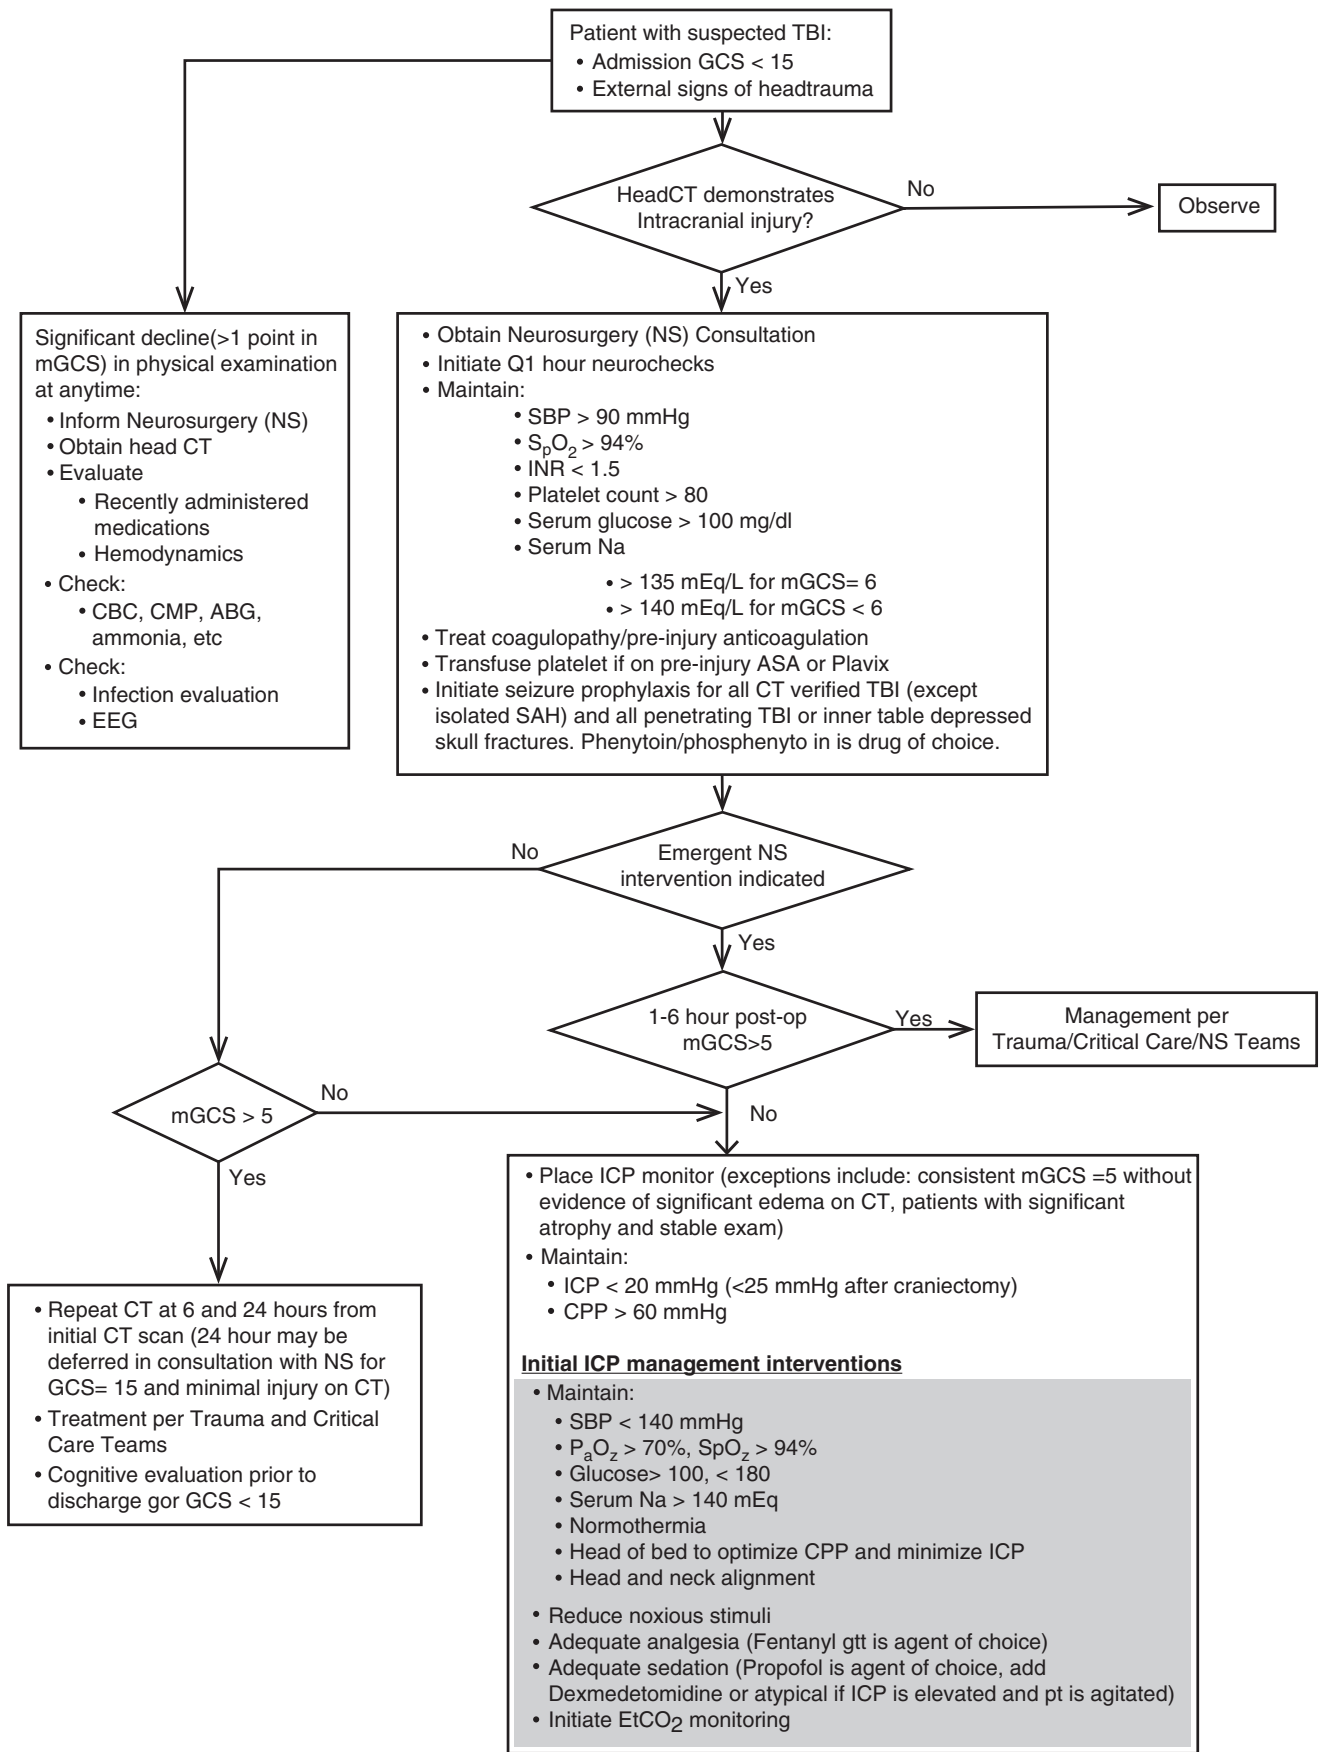 Patient with suspected TBI:
• Admission GCS < 15
• External signs of headtrauma
HeadCT demonstrates
Intracranial injury?
No
Observe
Yes
Significant decline(>1 point in
mGCS) in physical examination
at anytime:
• Inform Neurosurgery (NS)
• Obtain head CT
• Evaluate
• Recently administered
medications
• Hemodynamics
• Check:
• CBC, CMP, ABG,
ammonia, etc
• Check:
• Infection evaluation
• EEG
• Obtain Neurosurgery (NS) Consultation
• Initiate Q1 hour neurochecks
• Maintain:
• SBP > 90 mmHg
• SpO2 > 94%
• INR < 1.5
• Platelet count > 80
• Serum glucose > 100 mg/dl
• Serum Na
• > 135 mEq/L for mGCS= 6
• > 140 mEq/L for mGCS < 6
• Treat coagulopathy/pre-injury anticoagulation
• Transfuse platelet if on pre-injury ASA or Plavix
• Initiate seizure prophylaxis for all CT verified TBI (except
isolated SAH) and all penetrating TBI or inner table depressed
skull fractures. Phenytoin/phosphenyto in is drug of choice.
Emergent NS
intervention indicated
No
Yes
1-6 hour post-op
mGCS>5
Yes
Management per
Trauma/Critical Care/NS Teams
No
mGCS > 5
No
Yes
• Repeat CT at 6 and 24 hours from
initial CT scan (24 hour may be
deferred in consultation with NS for
GCS= 15 and minimal injury on CT)
• Treatment per Trauma and Critical
Care Teams
• Cognitive evaluation prior to
discharge gor GCS < 15
• Place ICP monitor (exceptions include: consistent mGCS =5 without
evidence of significant edema on CT, patients with significant
atrophy and stable exam)
• Maintain:
• ICP < 20 mmHg (<25 mmHg after craniectomy)
• CPP > 60 mmHg
Initial ICP management interventions
• Maintain:
• SBP < 140 mmHg
• PaOz > 70%, SpOz > 94%
• Glucose> 100, < 180
• Serum Na > 140 mEq
• Normothermia
• Head of bed to optimize CPP and minimize ICP
• Head and neck alignment
• Reduce noxious stimuli
• Adequate analgesia (Fentanyl gtt is agent of choice)
• Adequate sedation (Propofol is agent of choice, add
Dexmedetomidine or atypical if ICP is elevated and pt is agitated)
• Initiate EtCO2 monitoring